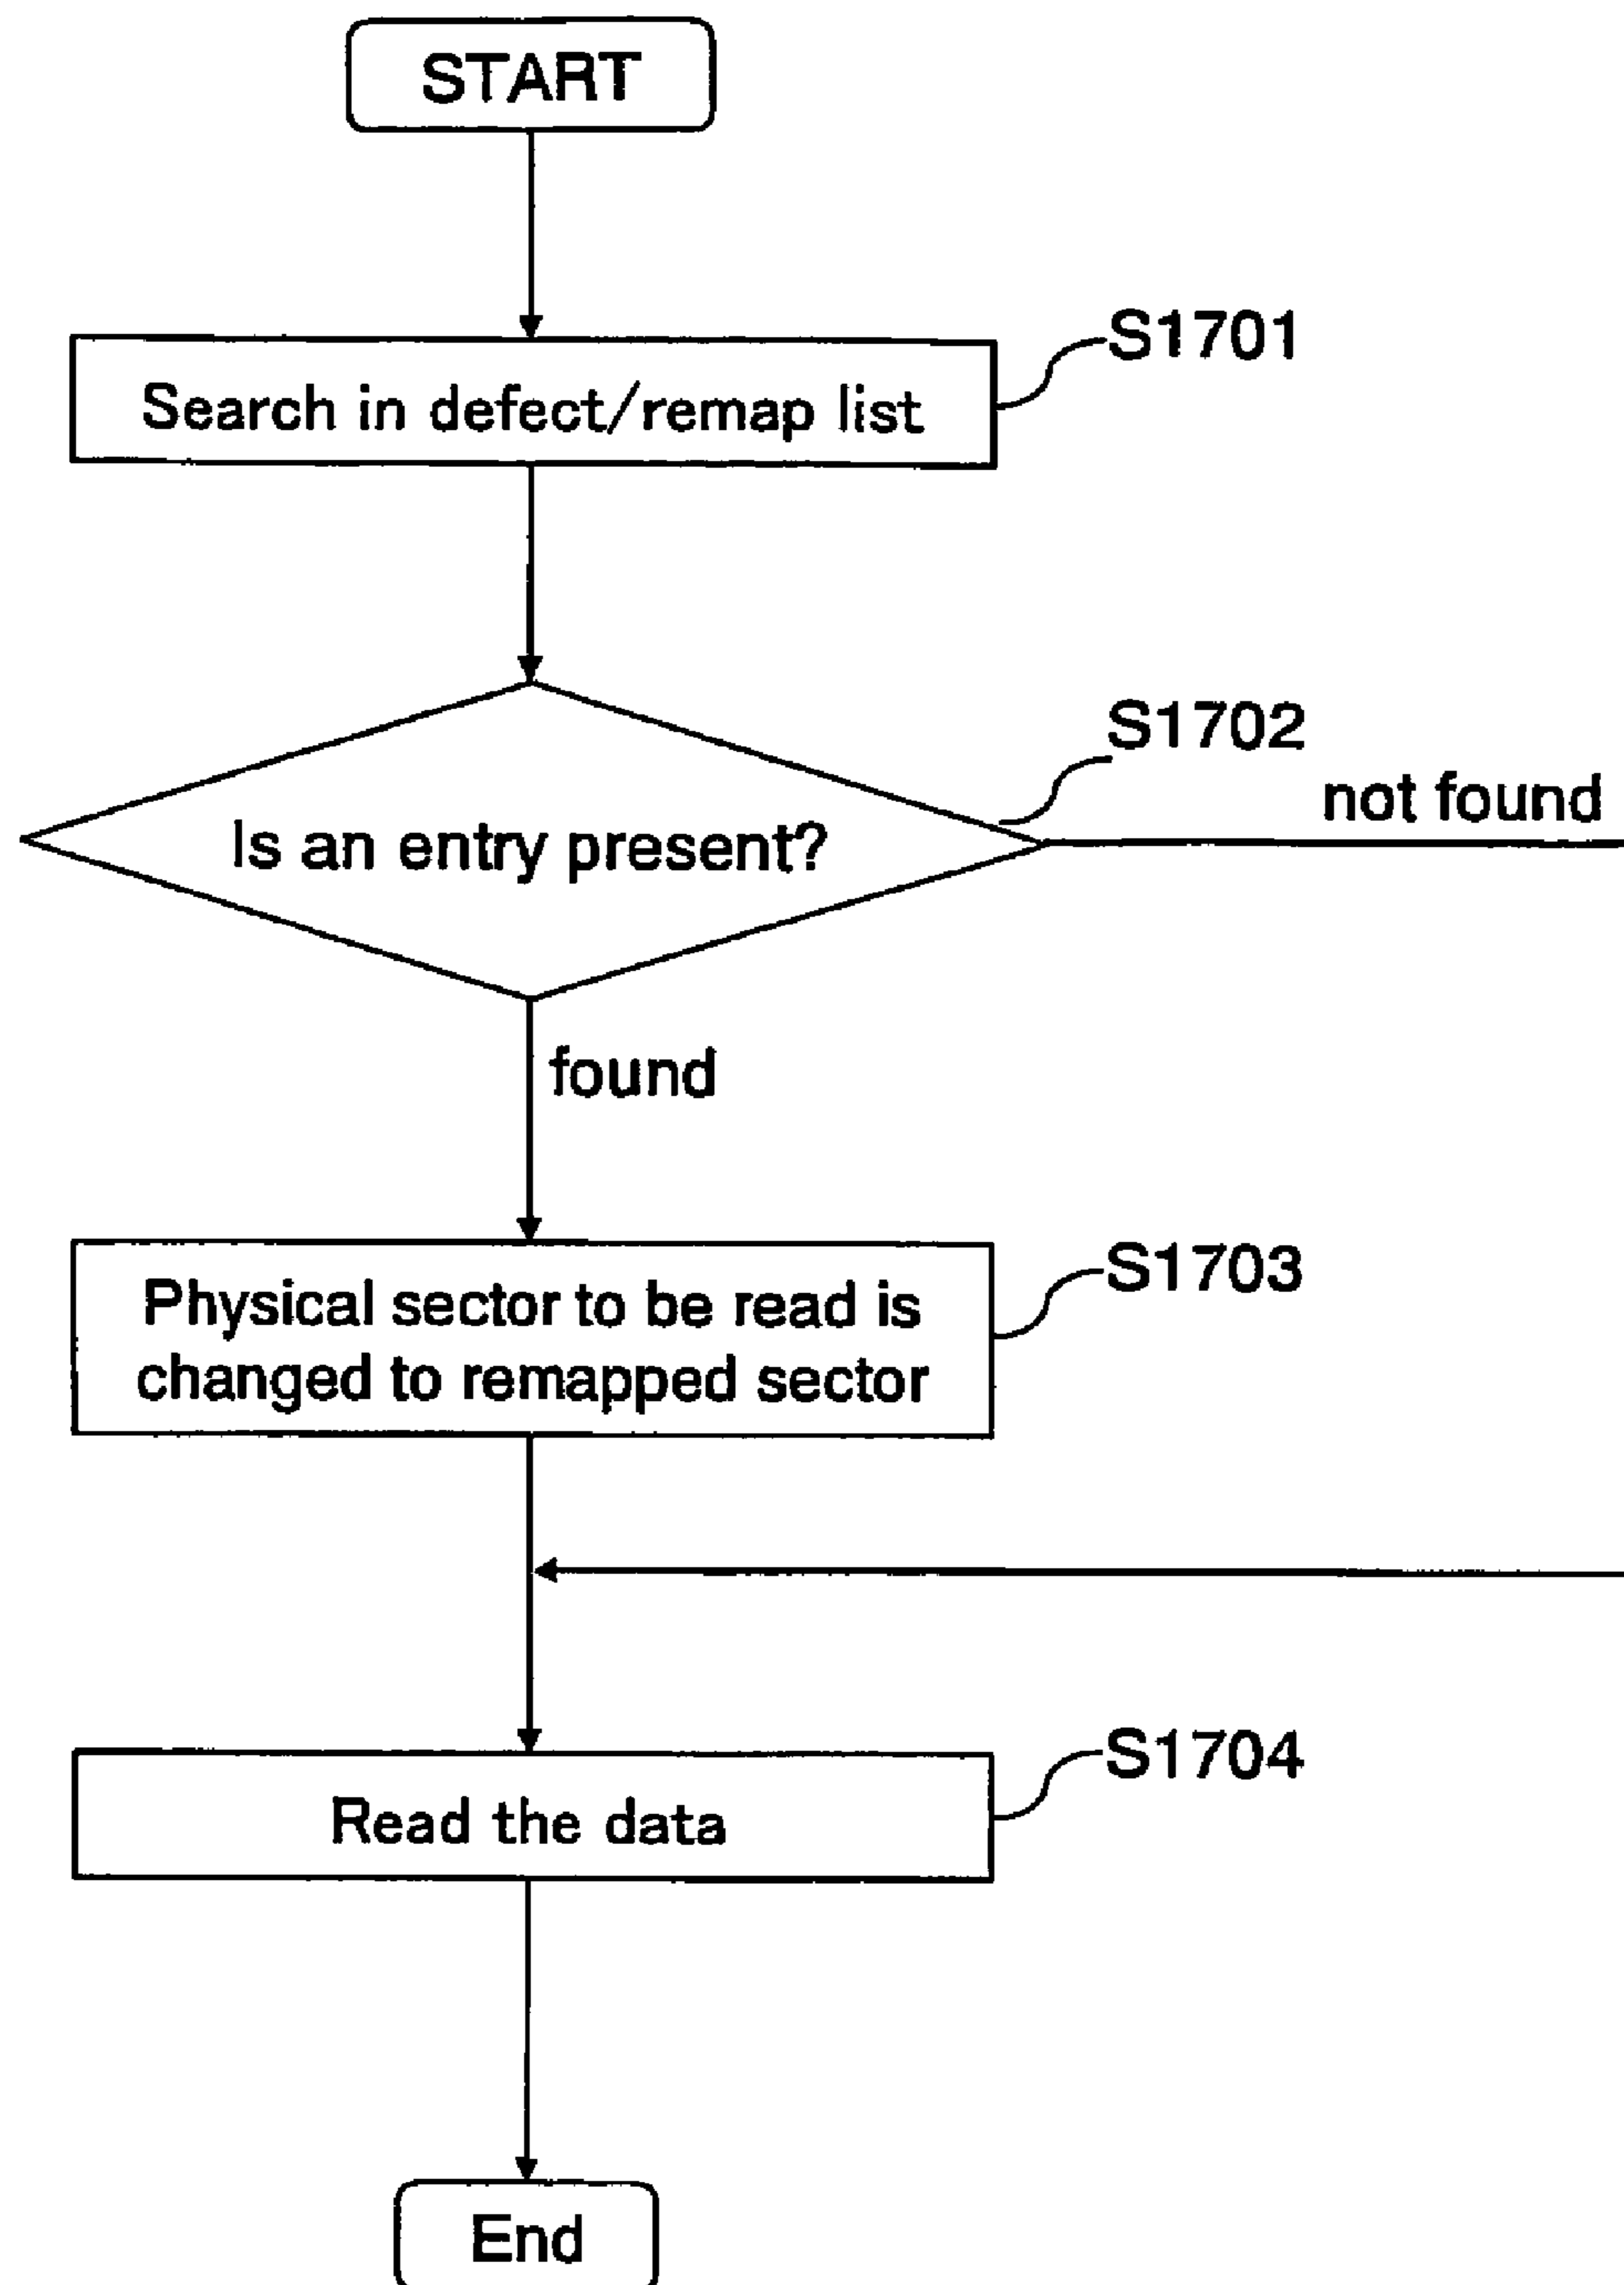 START
S1701
Search in defect/remap list
S1702
not found
Is an entry present?
found
S1703
Physical sector to be read is
changed to remapped sector
S1704
Read the data
End